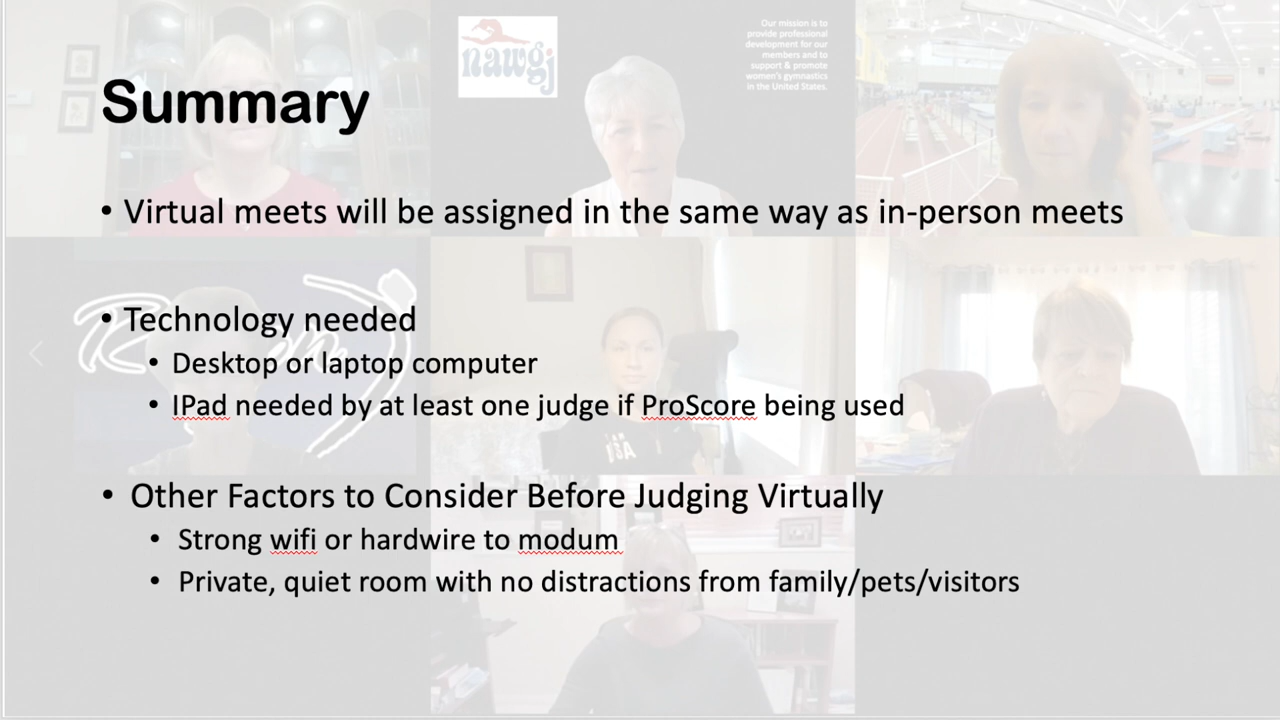 nawgj
Our mission is to
provide professional
development for our
members and to
support & promote
women's gymnastics
in the United States.
Summary
• Virtual meets will be assigned in the same way as in-person meets
• Technology needed
• Desktop or laptop computer
• IPad needed by at least one judge if ProScore being used
USA
• Other Factors to Consider Before Judging Virtually
• Strong wifi or hardwire to modum
• Private, quiet room with no distractions from family/pets/visitors